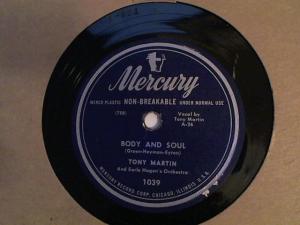 Mercury
MERCO PLASTIC NON-BREAKABLE UNDER NORMAL USE
(788)
Vocal by
Tony Martin
A-36
BODY AND SOUL
(Green-Heyman-Eyton)
TONY MARTIN
And Earle Hagen's Orchestra
1039
MERCURY RECORD CORP. CHICAGO, ILLINOIS U.S.A.